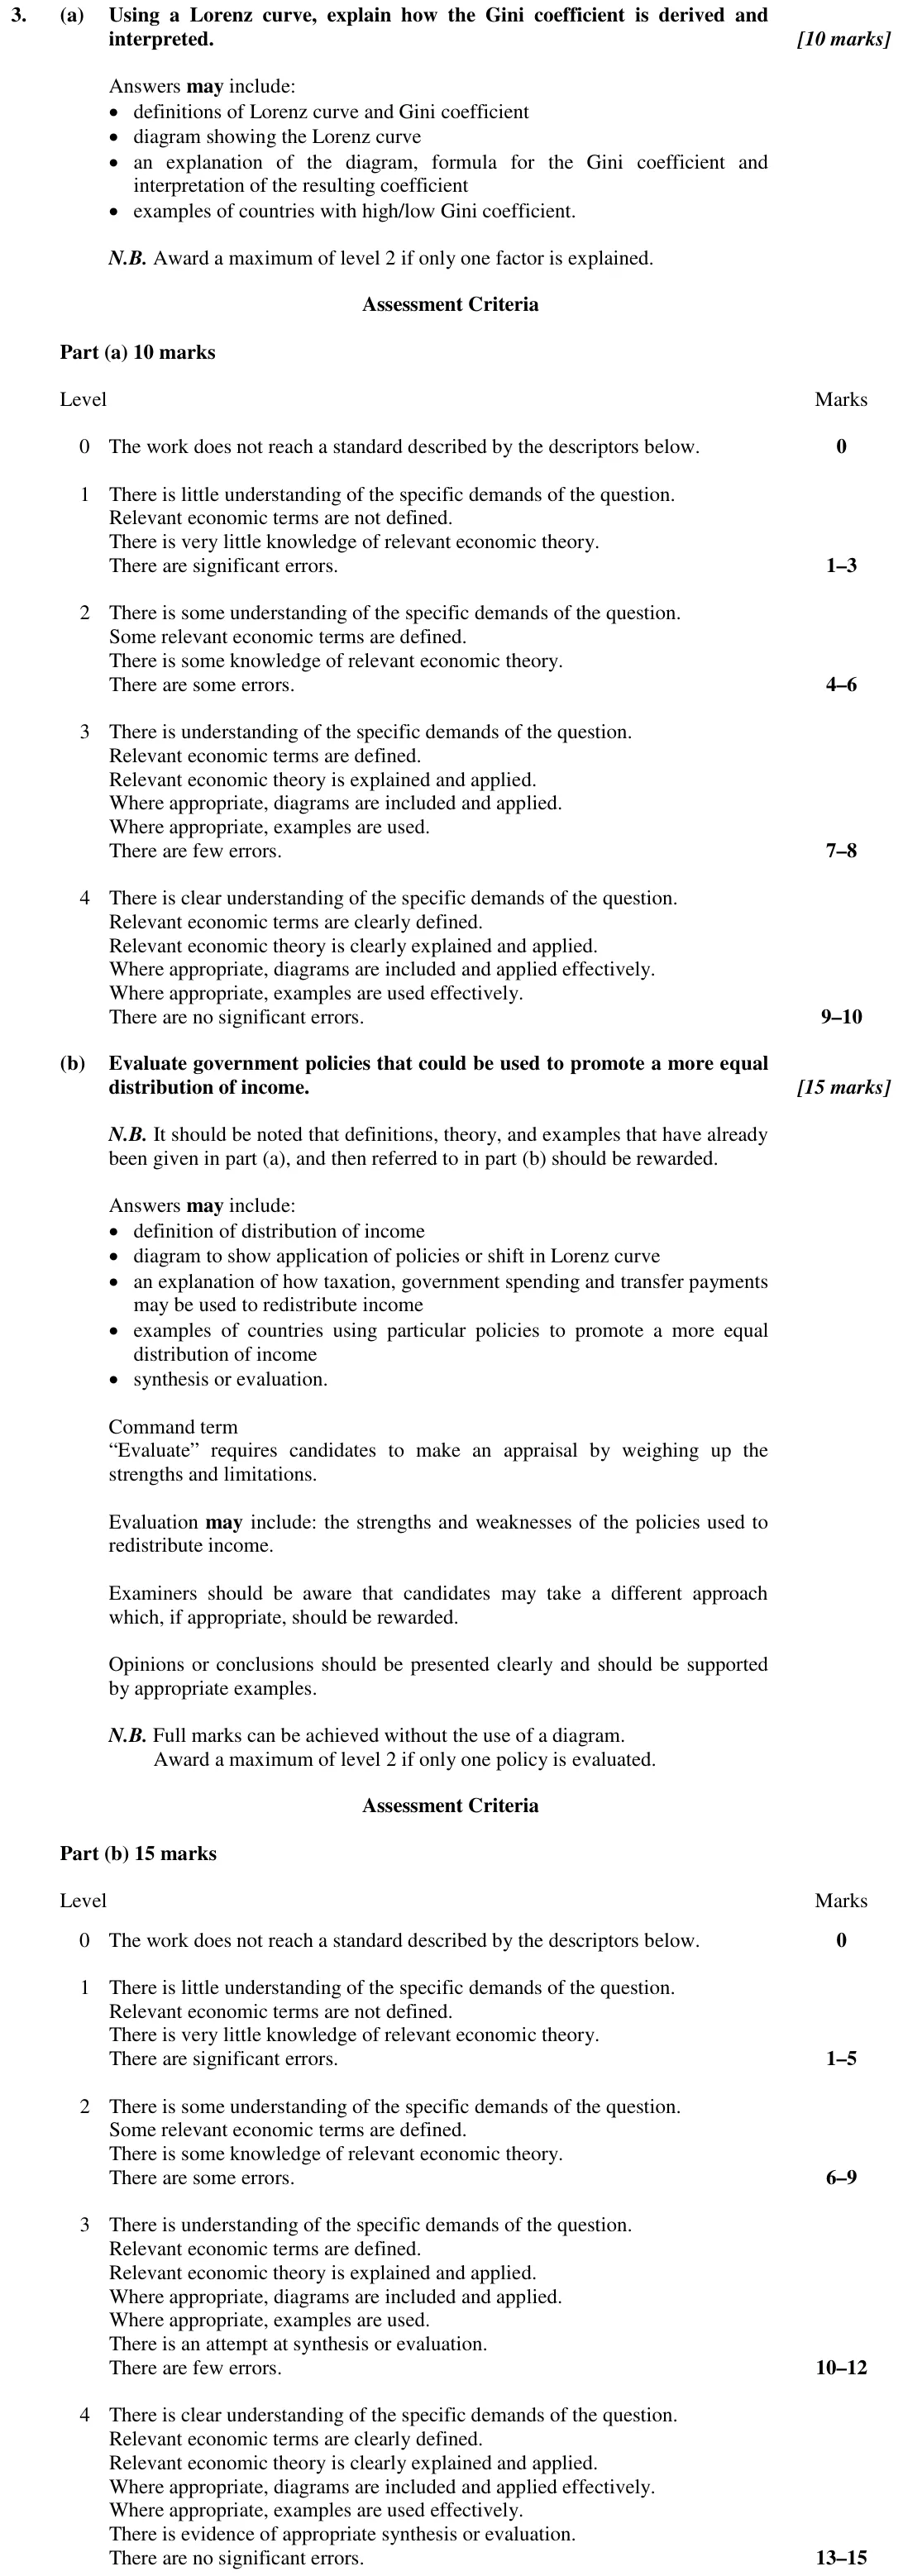 3. (a) Using a Lorenz curve, explain how the Gini coefficient is derived and
interpreted. [10 marks]
Answers may include:
• definitions of Lorenz curve and Gini coefficient
• diagram showing the Lorenz curve
• an explanation of the diagram, formula for the Gini coefficient and
interpretation of the resulting coefficient
• examples of countries with high/low Gini coefficient.
N.B. Award a maximum of level 2 if only one factor is explained.
Assessment Criteria
Part (a) 10 marks
Level Marks
0 The work does not reach a standard described by the descriptors below. 0
1 There is little understanding of the specific demands of the question.
Relevant economic terms are not defined.
There is very little knowledge of relevant economic theory.
There are significant errors. 1–3
2 There is some understanding of the specific demands of the question.
Some relevant economic terms are defined.
There is some knowledge of relevant economic theory.
There are some errors. 4–6
3 There is understanding of the specific demands of the question.
Relevant economic terms are defined.
Relevant economic theory is explained and applied.
Where appropriate, diagrams are included and applied.
Where appropriate, examples are used.
There are few errors. 7–8
4 There is clear understanding of the specific demands of the question.
Relevant economic terms are clearly defined.
Relevant economic theory is clearly explained and applied.
Where appropriate, diagrams are included and applied effectively.
Where appropriate, examples are used effectively.
There are no significant errors. 9–10
(b) Evaluate government policies that could be used to promote a more equal
distribution of income. [15 marks]
N.B. It should be noted that definitions, theory, and examples that have already
been given in part (a), and then referred to in part (b) should be rewarded.
Answers may include:
• definition of distribution of income
• diagram to show application of policies or shift in Lorenz curve
• an explanation of how taxation, government spending and transfer payments
may be used to redistribute income
• examples of countries using particular policies to promote a more equal
distribution of income
• synthesis or evaluation.
Command term
“Evaluate” requires candidates to make an appraisal by weighing up the
strengths and limitations.
Evaluation may include: the strengths and weaknesses of the policies used to
redistribute income.
Examiners should be aware that candidates may take a different approach
which, if appropriate, should be rewarded.
Opinions or conclusions should be presented clearly and should be supported
by appropriate examples.
N.B. Full marks can be achieved without the use of a diagram.
Award a maximum of level 2 if only one policy is evaluated.
Assessment Criteria
Part (b) 15 marks
Level Marks
0 The work does not reach a standard described by the descriptors below. 0
1 There is little understanding of the specific demands of the question.
Relevant economic terms are not defined.
There is very little knowledge of relevant economic theory.
There are significant errors. 1–5
2 There is some understanding of the specific demands of the question.
Some relevant economic terms are defined.
There is some knowledge of relevant economic theory.
There are some errors. 6–9
3 There is understanding of the specific demands of the question.
Relevant economic terms are defined.
Relevant economic theory is explained and applied.
Where appropriate, diagrams are included and applied.
Where appropriate, examples are used.
There is an attempt at synthesis or evaluation.
There are few errors. 10–12
4 There is clear understanding of the specific demands of the question.
Relevant economic terms are clearly defined.
Relevant economic theory is clearly explained and applied.
Where appropriate, diagrams are included and applied effectively.
Where appropriate, examples are used effectively.
There is evidence of appropriate synthesis or evaluation.
There are no significant errors. 13–15